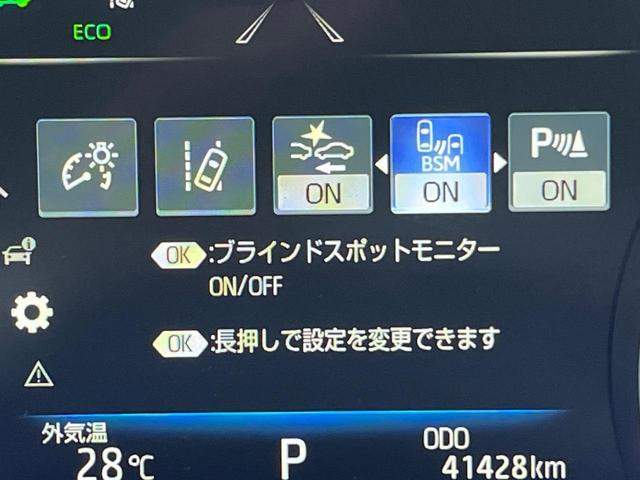 ECO
BSM
P
ON
ON
ON
OK :ブラインドスポットモニター
ON/OFF
OK :長押しで設定を変更できます
外気温
ODO
28℃
P
41428km